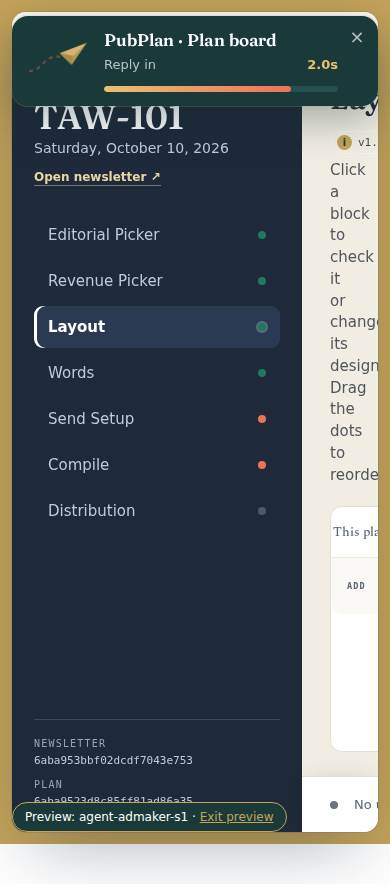 PubPlan · Plan board
Reply in 2.0s
TAW-101
Saturday, October 10, 2026
Open newsletter ↗
Editorial Picker
Revenue Picker
Layout
Words
Send Setup
Compile
Distribution
NEWSLETTER
6aba953bbf02dcdf7043e753
PLAN
6aba9523d8c85ff81ad86a35
Preview: agent-admaker-s1 · Exit preview
i v1.
Click
a
block
to
check
it
or
change
its
design
Drag
the
dots
to
reorde
This pla
ADD
No